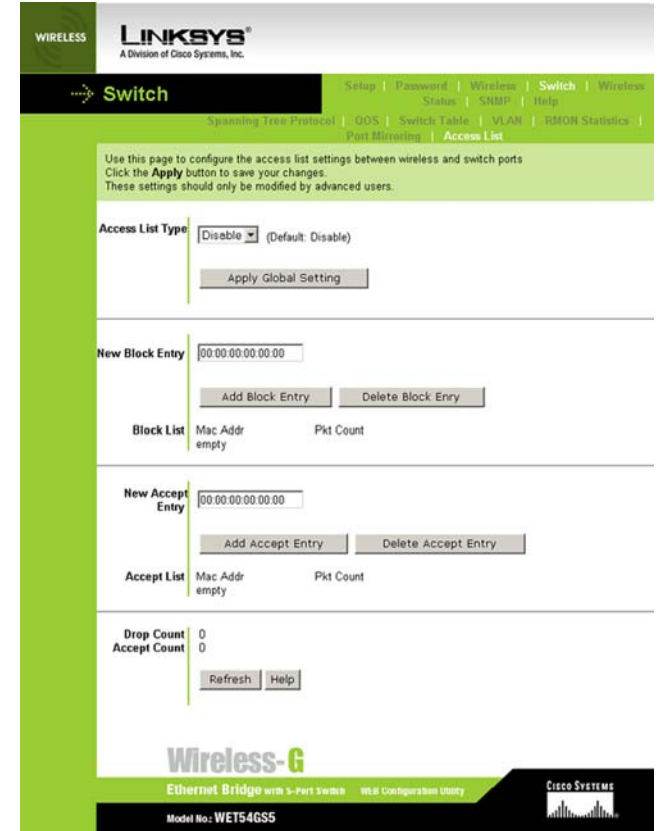 WIRELESS
LINKSYS®
A Division of Cisco Systems, Inc.
Switch
Setup | Password | Wireless | Switch | Wireless
Status | SNMP | Help
Spanning Tree Protocol | QOS | Switch Table | VLAN | RMON Statistics |
Port Mirroring | Access List
Use this page to configure the access list settings between wireless and switch ports
Click the Apply button to save your changes.
These settings should only be modified by advanced users.
Access List Type Disable (Default: Disable)
Apply Global Setting
New Block Entry 00:00:00:00:00:00
Add Block Entry Delete Block Enry
Block List Mac Addr Pkt Count
empty
New Accept
Entry 00:00:00:00:00:00
Add Accept Entry Delete Accept Entry
Accept List Mac Addr Pkt Count
empty
Drop Count 0
Accept Count 0
Refresh Help
Wireless-G
Ethernet Bridge with 5-Port Switch WEB Configuration Utility
CISCO SYSTEMS
Model No.: WET54GS5